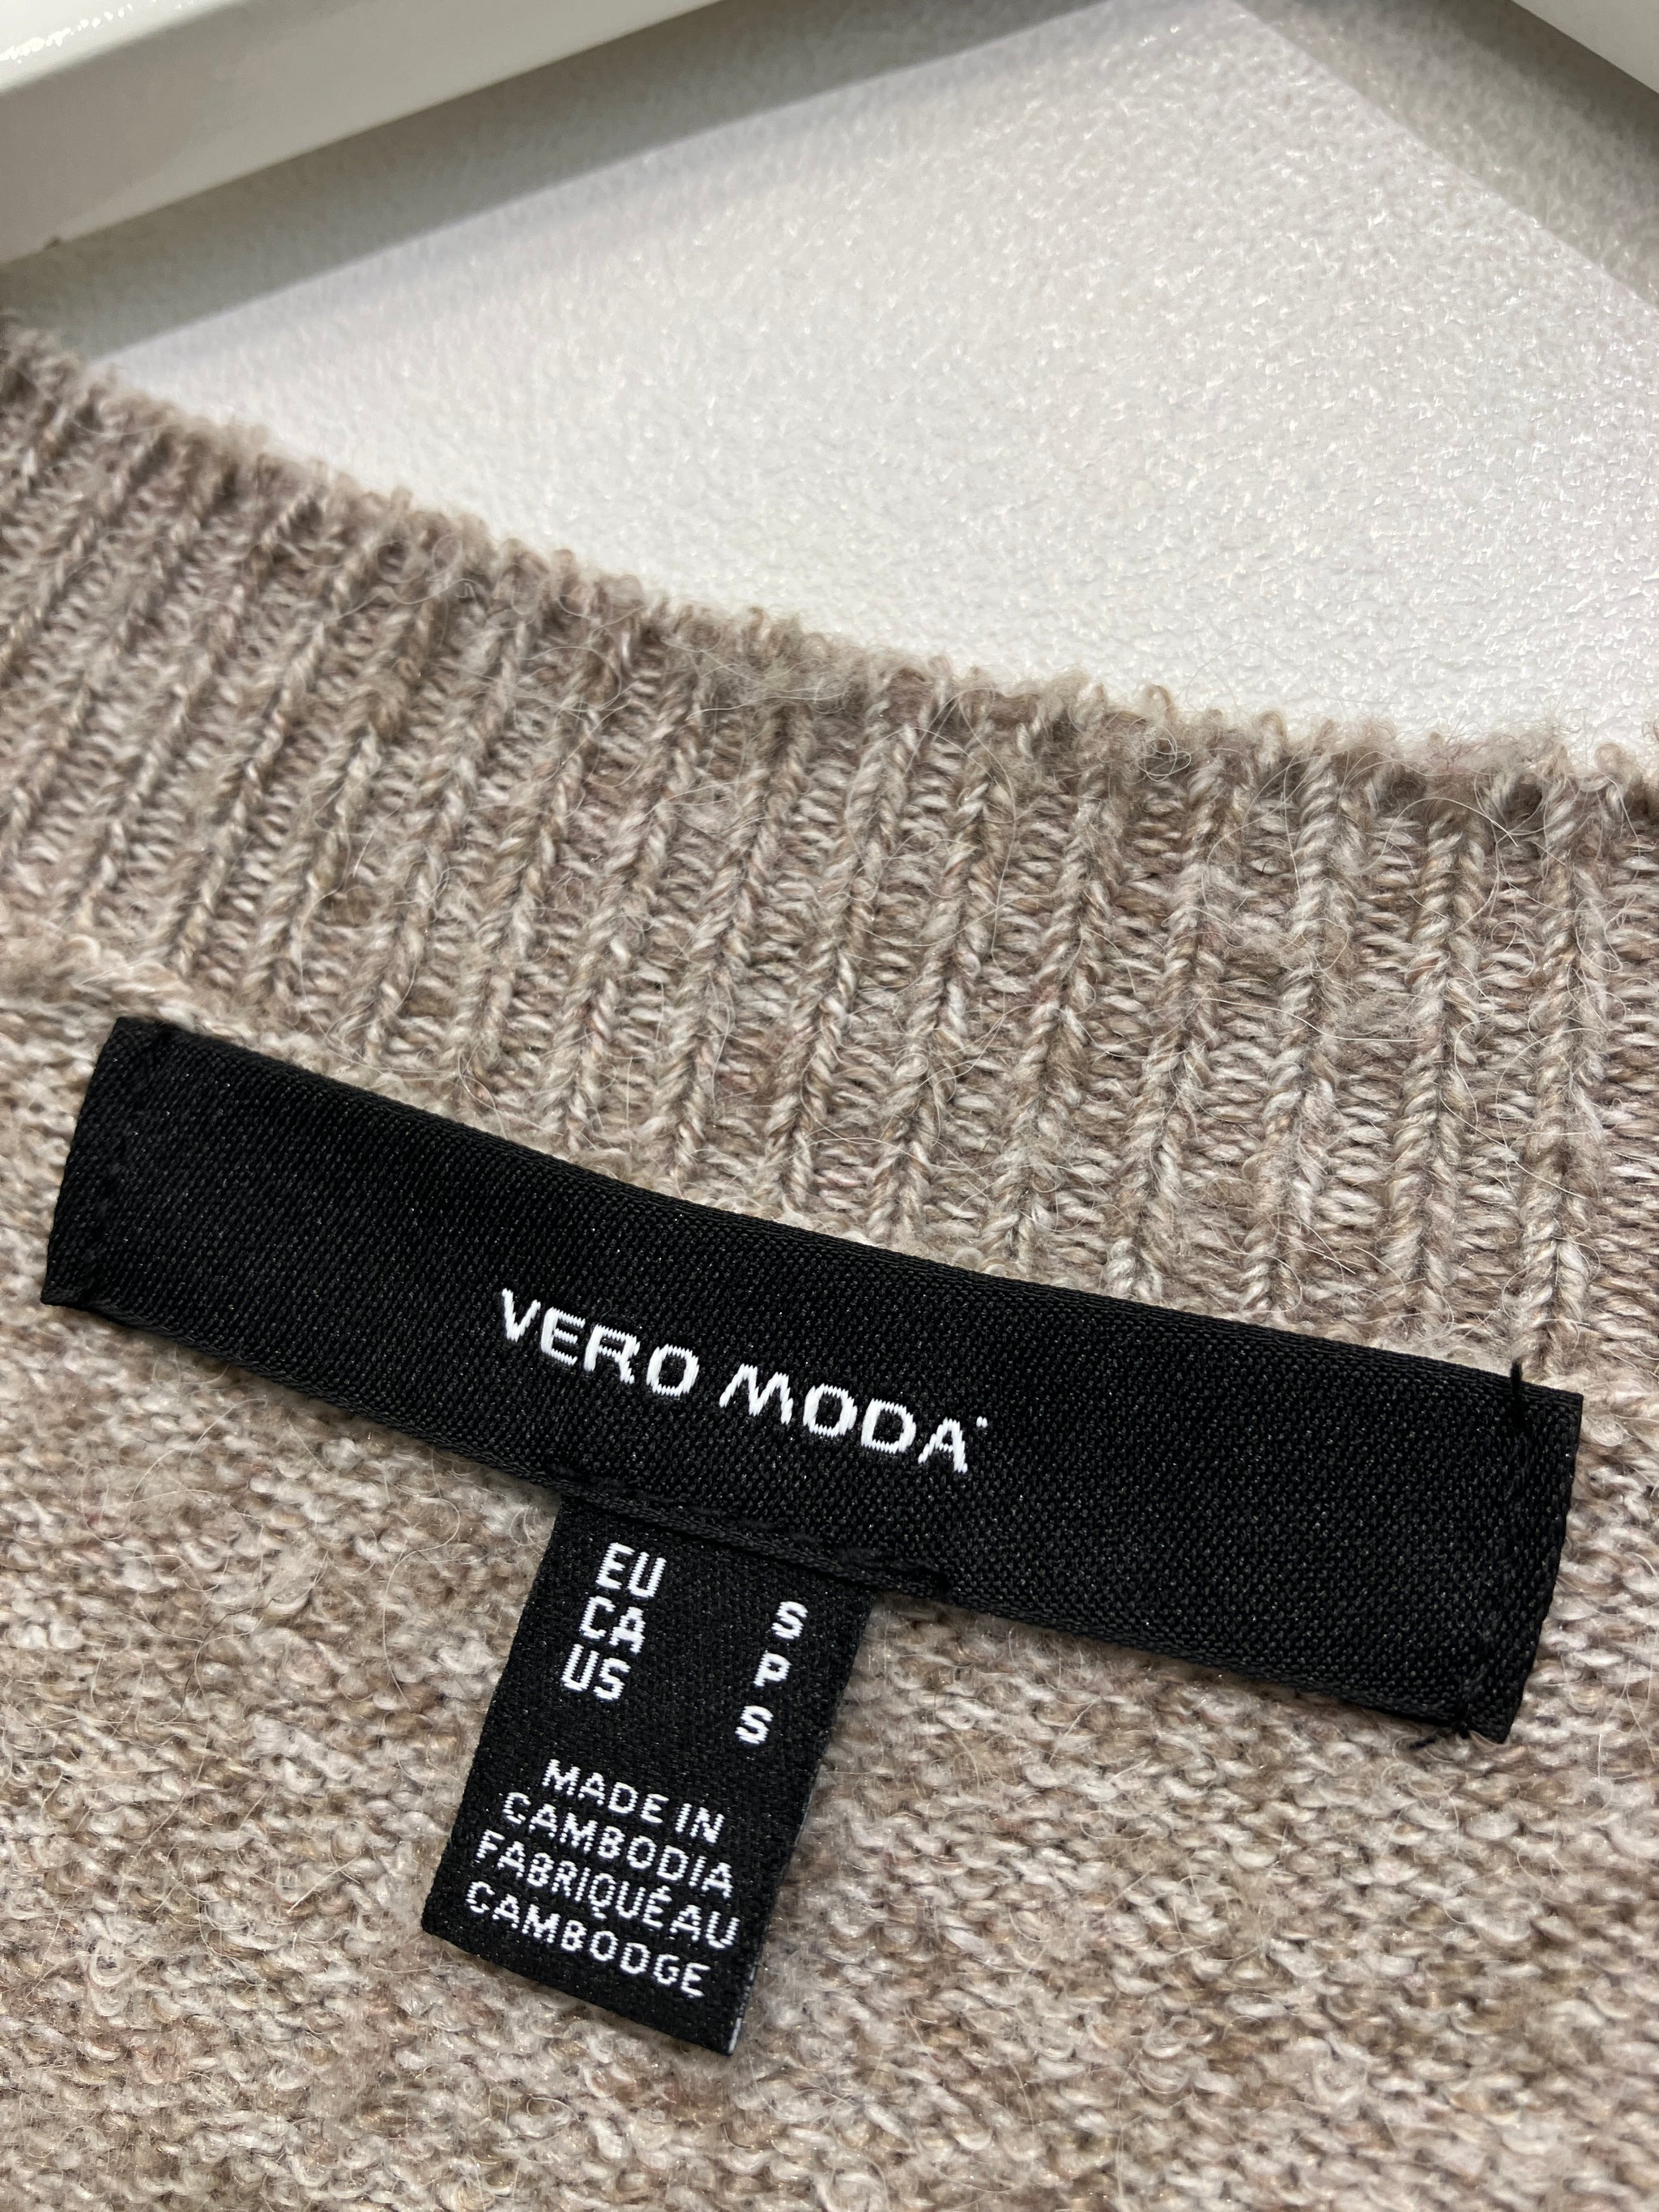 VERO MODA
EU S
CA P
US S
MADE IN
CAMBODIA
FABRIQUÉ AU
CAMBODGE